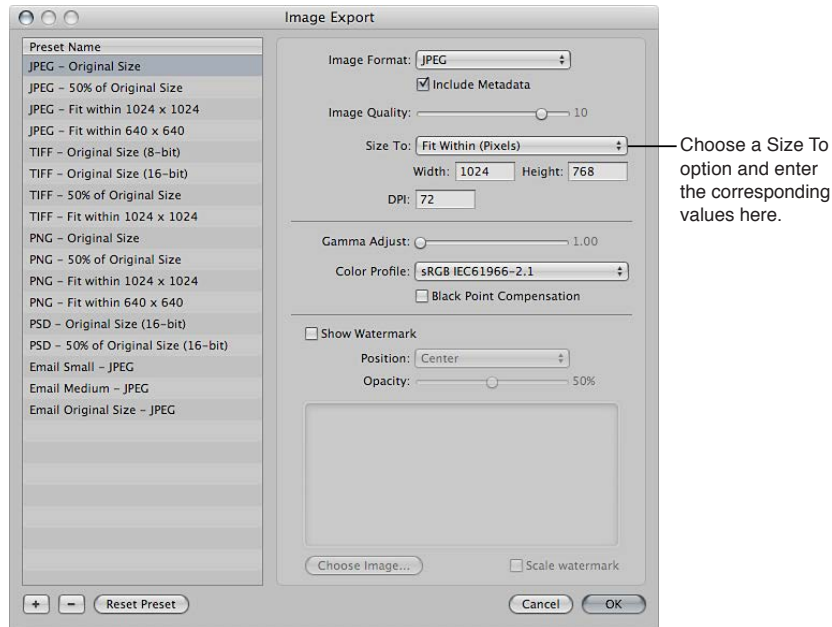 Image Export
Preset Name
JPEG – Original Size
JPEG – 50% of Original Size
JPEG – Fit within 1024 x 1024
JPEG – Fit within 640 x 640
TIFF – Original Size (8-bit)
TIFF – Original Size (16-bit)
TIFF – 50% of Original Size
TIFF – Fit within 1024 x 1024
PNG – Original Size
PNG – 50% of Original Size
PNG – Fit within 1024 x 1024
PNG – Fit within 640 x 640
PSD – Original Size (16-bit)
PSD – 50% of Original Size (16-bit)
Email Small – JPEG
Email Medium – JPEG
Email Original Size – JPEG
Image Format: JPEG
Include Metadata
Image Quality: 10
Size To: Fit Within (Pixels)
Width: 1024 Height: 768
DPI: 72
Gamma Adjust: 1.00
Color Profile: sRGB IEC61966-2.1
Black Point Compensation
Show Watermark
Position: Center
Opacity: 50%
Choose Image... Scale watermark
+ – Reset Preset Cancel OK
Choose a Size To
option and enter
the corresponding
values here.